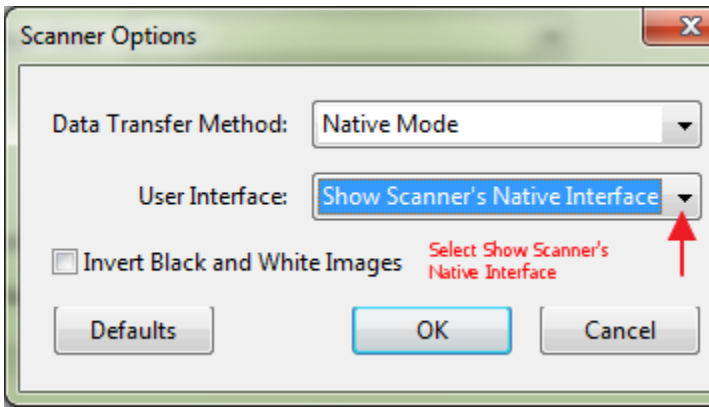 Scanner Options
Data Transfer Method: Native Mode
User Interface: Show Scanner's Native Interface
Invert Black and White Images
Select Show Scanner's
Native Interface
Defaults OK Cancel